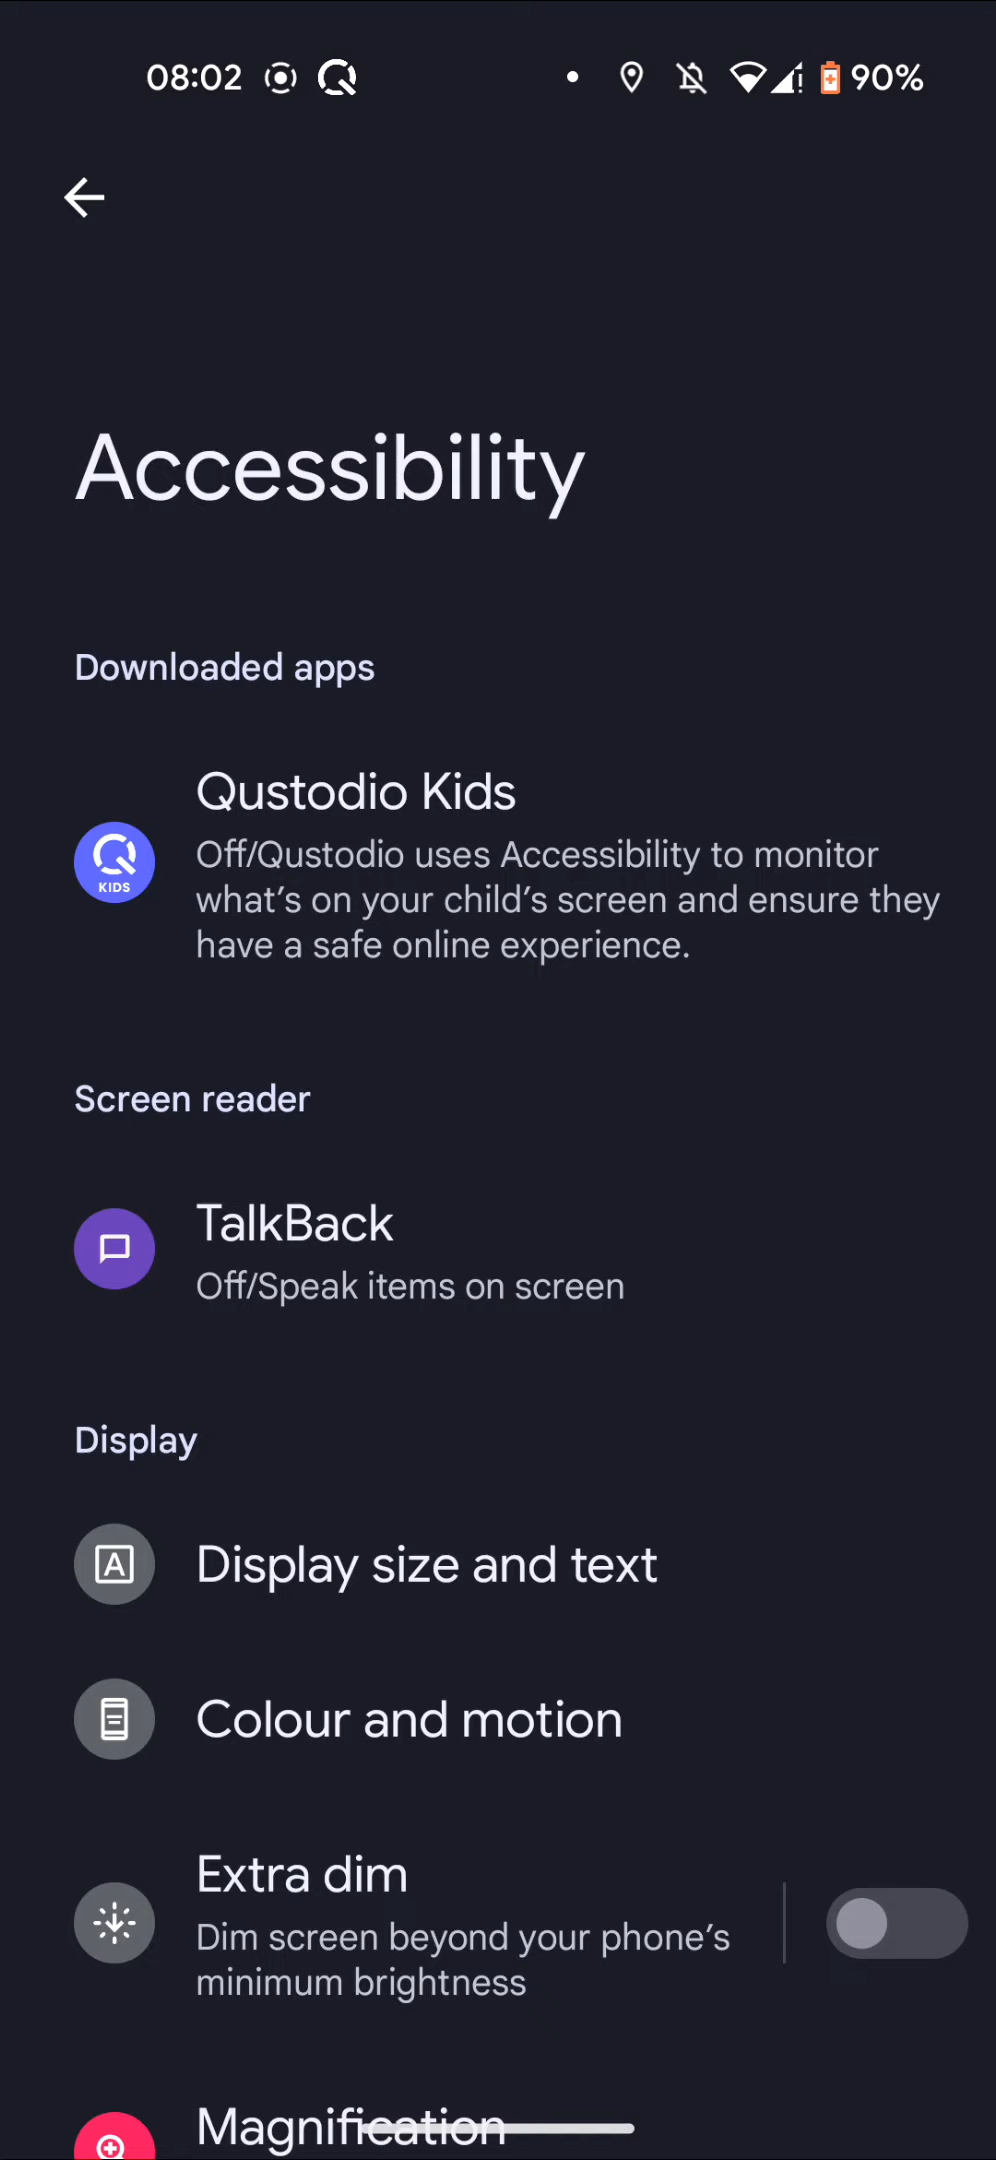 08:02
90%
Accessibility
Downloaded apps
Qustodio Kids
Off/Qustodio uses Accessibility to monitor
what’s on your child’s screen and ensure they
have a safe online experience.
KIDS
Screen reader
TalkBack
Off/Speak items on screen
Display
A
Display size and text
Colour and motion
Extra dim
Dim screen beyond your phone’s
minimum brightness
Magnification